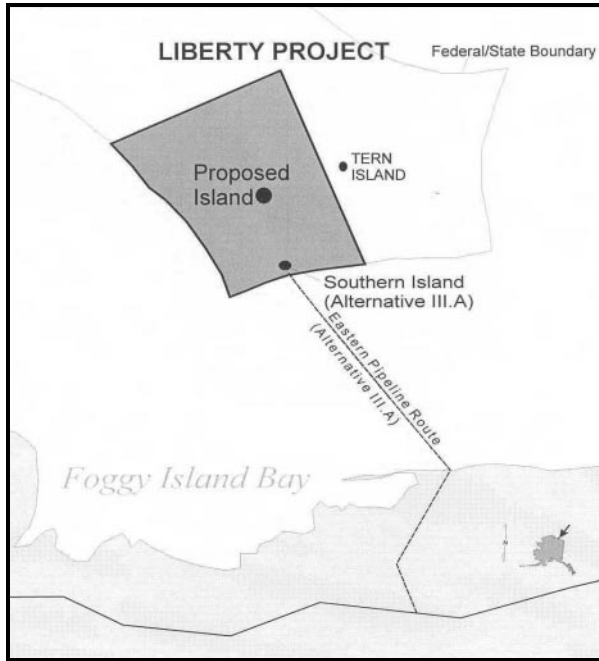 LIBERTY PROJECT
Federal/State Boundary
TERN
ISLAND
Proposed
Island
Southern Island
(Alternative III.A)
Eastern Pipeline Route
(Alternative III.A)
Foggy Island Bay
N